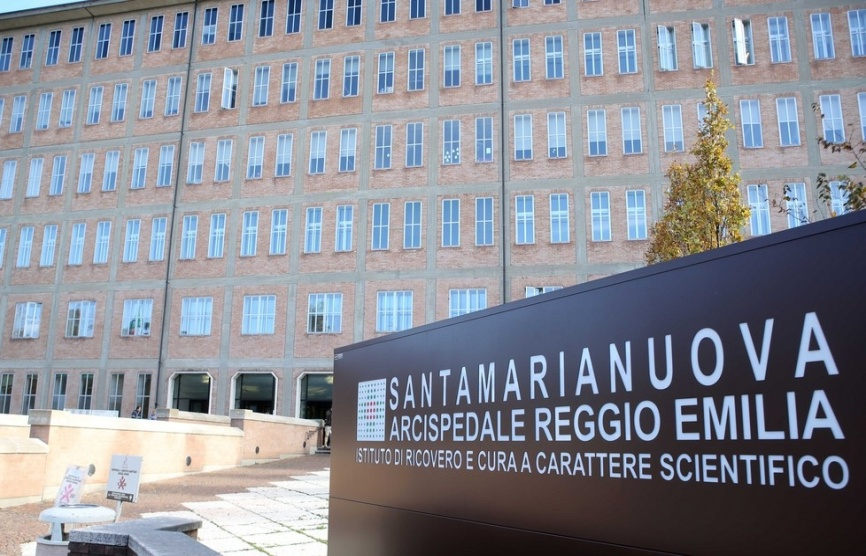 SANTAMARIANUOVA
ARCISPEDALE REGGIO EMILIA
ISTITUTO DI RICOVERO E CURA A CARATTERE SCIENTIFICO